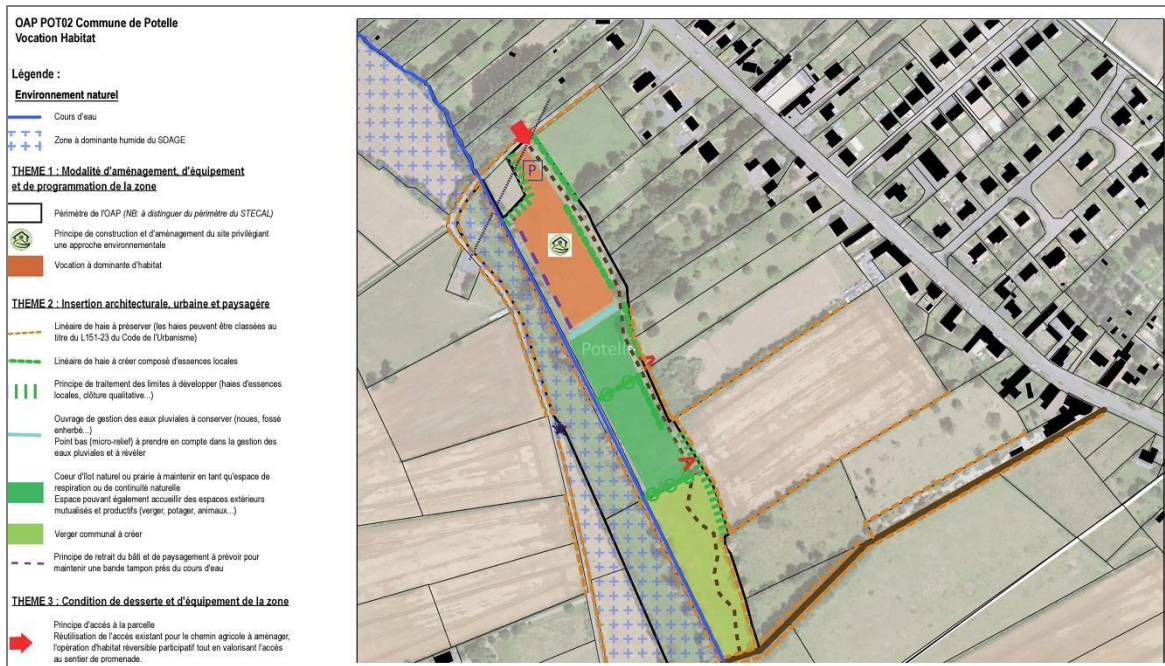 OAP POT02 Commune de Potelle
Vocation Habitat
Légende :
Environnement naturel
Cours d'eau
Zone à dominante humide du SDAGE
THEME 1 : Modalité d'aménagement, d'équipement
et de programmation de la zone
Périmètre de l'OAP (NB: à distinguer du périmètre du STECAL)
Principe de construction et d'aménagement du site privilégiant
une approche environnementale
Vocation à dominante d'habitat
THEME 2 : Insertion architecturale, urbaine et paysagère
Linéaire de haie à préserver (les haies peuvent être classées au
titre du L151-23 du Code de l'Urbanisme)
Linéaire de haie à créer composé d'essences locales
Principe de traitement des limites à développer (haies d'essences
locales, clôture qualitative...)
Ouvrage de gestion des eaux pluviales à conserver (noues, fossé
enherbé...)
Point bas (micro-relief) à prendre en compte dans la gestion des
eaux pluviales et à révéler
Coeur d'îlot naturel ou prairie à maintenir en tant qu'espace de
respiration ou de continuité naturelle
Espace pouvant également accueillir des espaces extérieurs
mutualisés et productifs (verger, potager, animaux...)
Verger communal à créer
Principe de retrait du bâti et de paysagement à prévoir pour
maintenir une bande tampon près du cours d'eau
THEME 3 : Condition de desserte et d'équipement de la zone
Principe d'accès à la parcelle
Réutilisation de l'accès existant pour le chemin agricole à aménager,
l'opération d'habitat réversible participatif tout en valorisant l'accès
au sentier de promenade.
P
Potelle